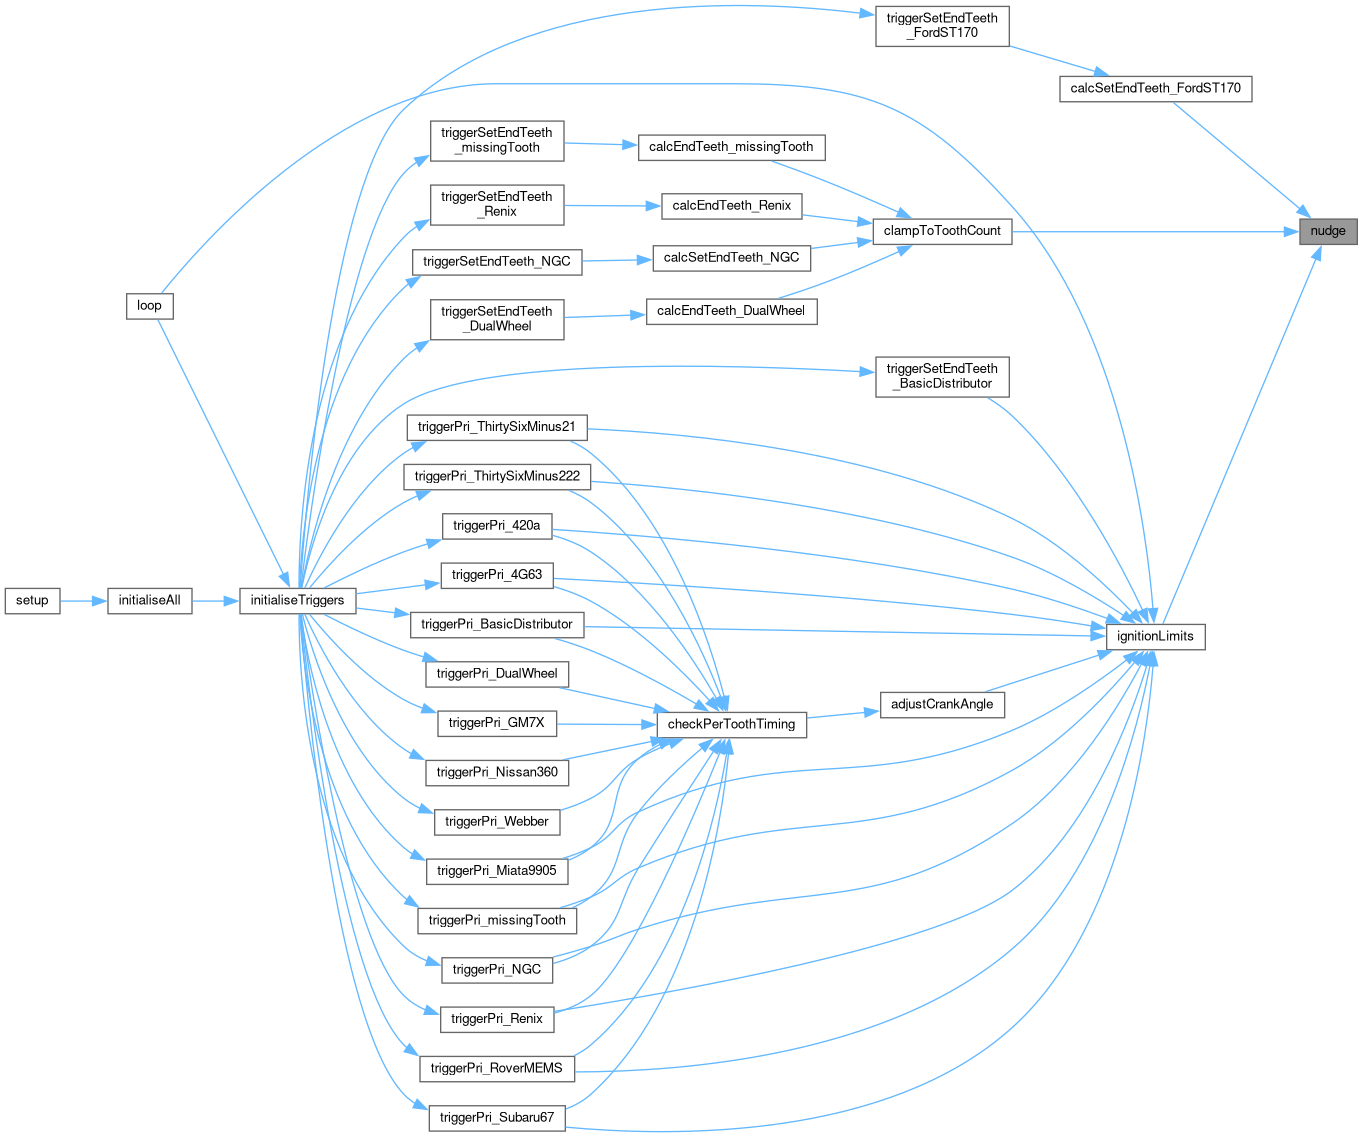 triggerSetEndTeeth
_FordST170
calcSetEndTeeth_FordST170
triggerSetEndTeeth
_missingTooth
calcEndTeeth_missingTooth
triggerSetEndTeeth
_Renix
calcEndTeeth_Renix
clampToToothCount
nudge
triggerSetEndTeeth_NGC
calcSetEndTeeth_NGC
loop
triggerSetEndTeeth
_DualWheel
calcEndTeeth_DualWheel
triggerSetEndTeeth
_BasicDistributor
triggerPri_ThirtySixMinus21
triggerPri_ThirtySixMinus222
triggerPri_420a
triggerPri_4G63
setup
initialiseAll
initialiseTriggers
triggerPri_BasicDistributor
ignitionLimits
triggerPri_DualWheel
adjustCrankAngle
triggerPri_GM7X
checkPerToothTiming
triggerPri_Nissan360
triggerPri_Webber
triggerPri_Miata9905
triggerPri_missingTooth
triggerPri_NGC
triggerPri_Renix
triggerPri_RoverMEMS
triggerPri_Subaru67